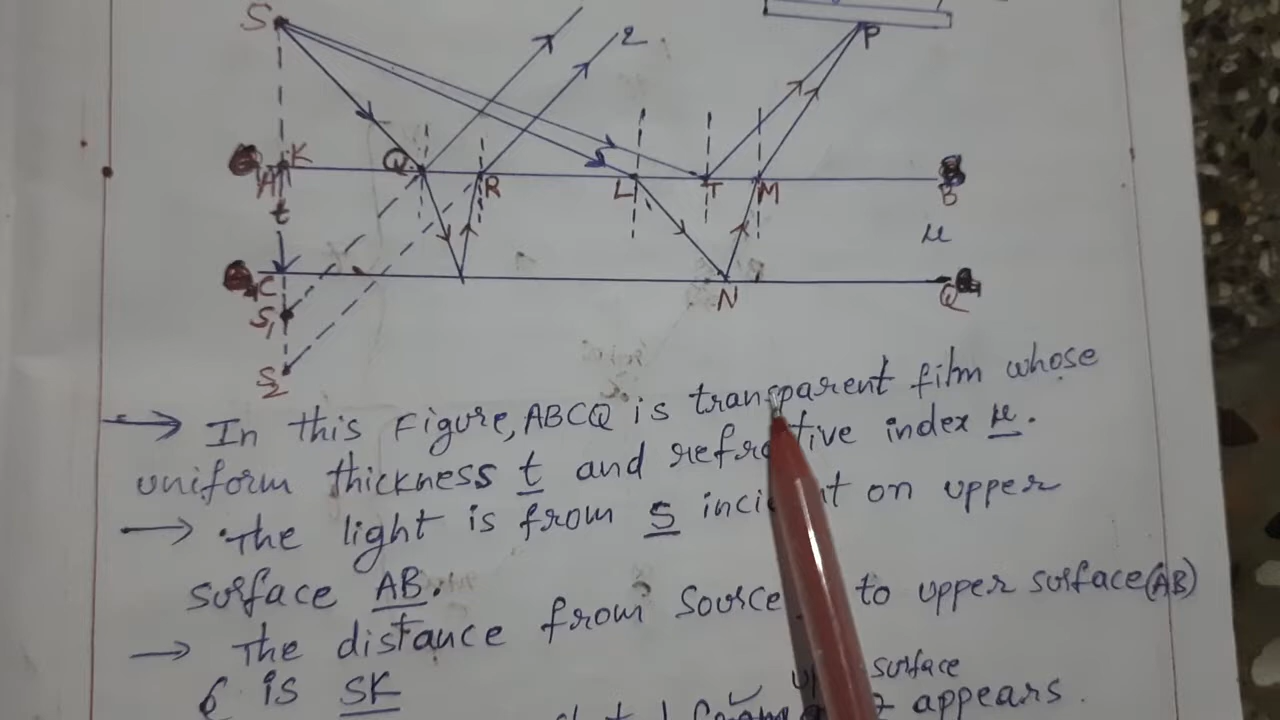 S
2.
P
K
Q
R
L
T
M
A
B
t
μ
C
N
Q
S1
S2
→ In this Figure, ABCQ is transparent film whose
uniform thickness t and refractive index μ.
→ The light is from S incident on upper
surface AB.
→ The distance from Source to upper surface (AB)
is SK
surface
appears.